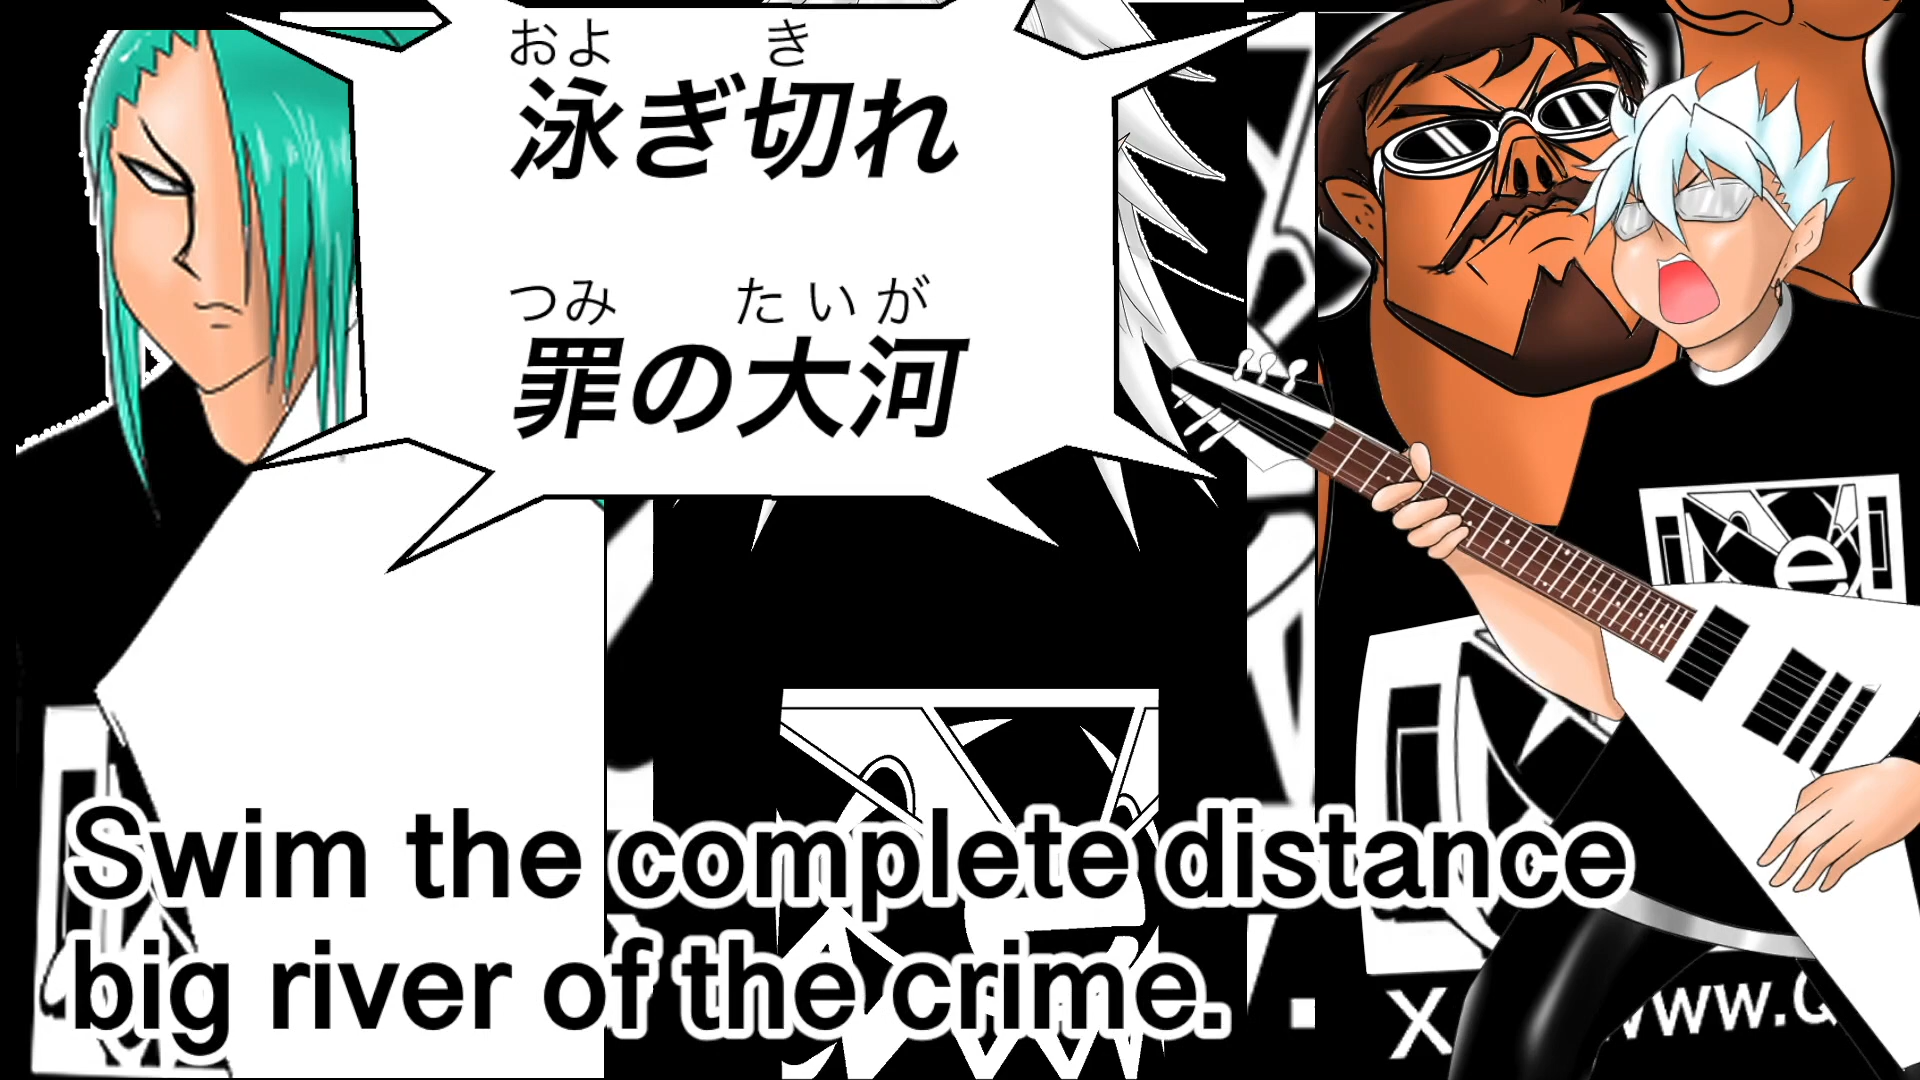 およ き
泳ぎ切れ
つみ たいが
罪の大河
e
Swim the complete distance
big river of the crime.
X
www.